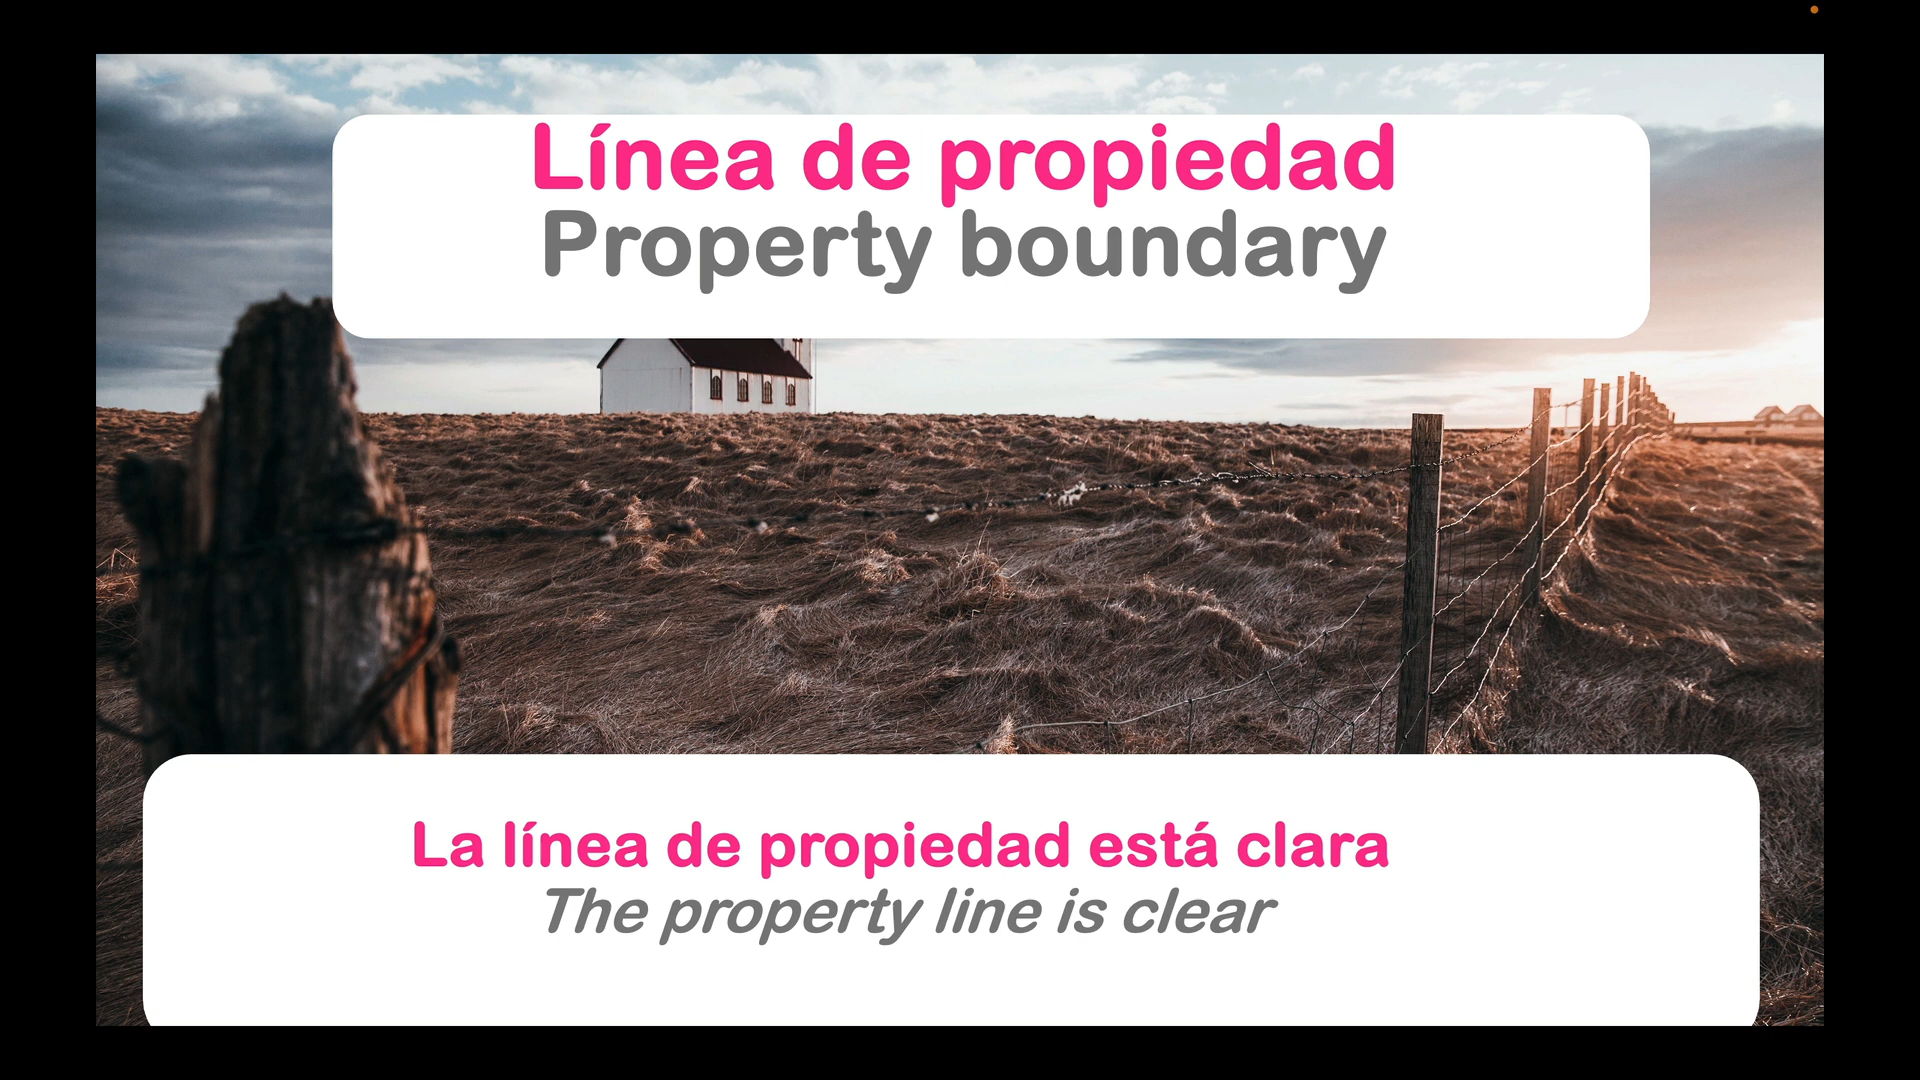 Línea de propiedad
Property boundary
La línea de propiedad está clara
The property line is clear